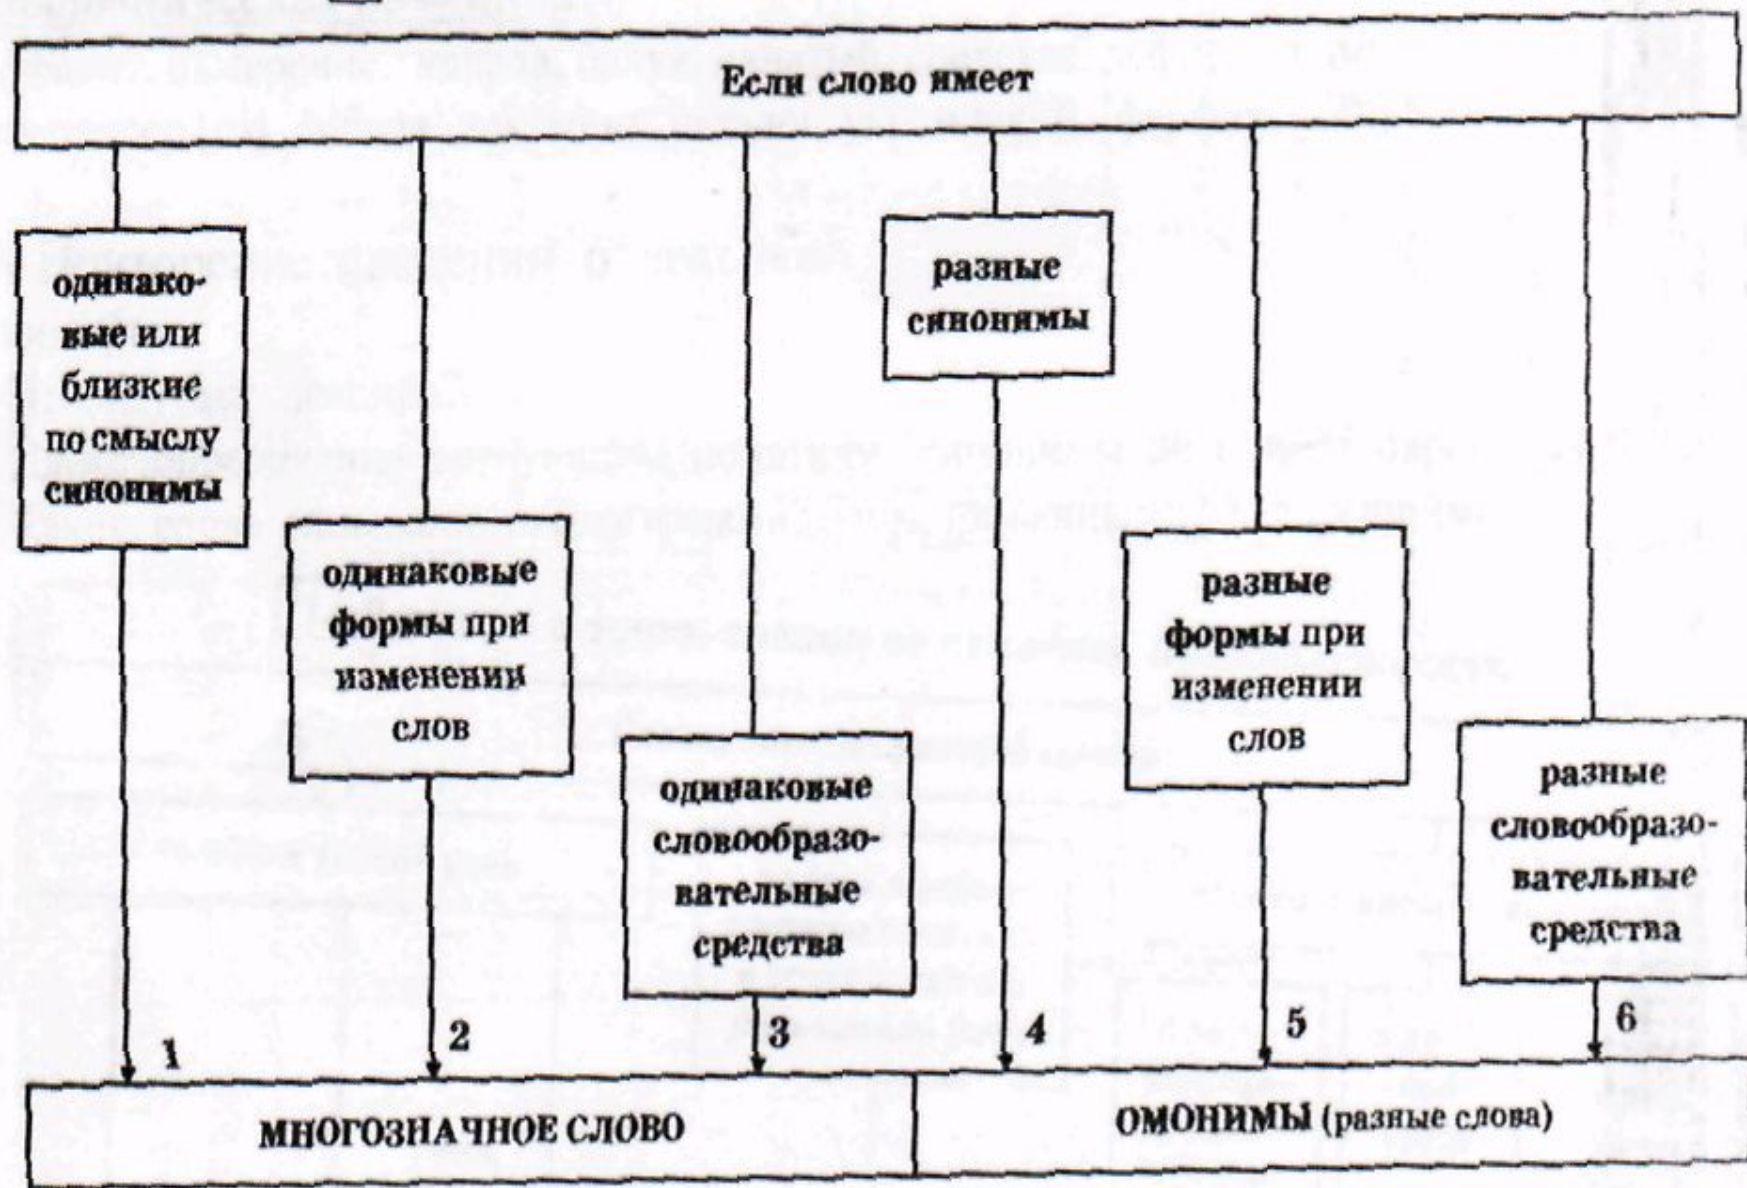 Если слово имеет
одинако-
вые или
близкие
по смыслу
синонимы
одинаковые
формы при
изменении
слов
одинаковые
словообразо-
вательные
средства
разные
синонимы
разные
формы при
изменении
слов
разные
словообразо-
вательные
средства
1
2
3
4
5
6
МНОГОЗНАЧНОЕ СЛОВО
ОМОНИМЫ (разные слова)